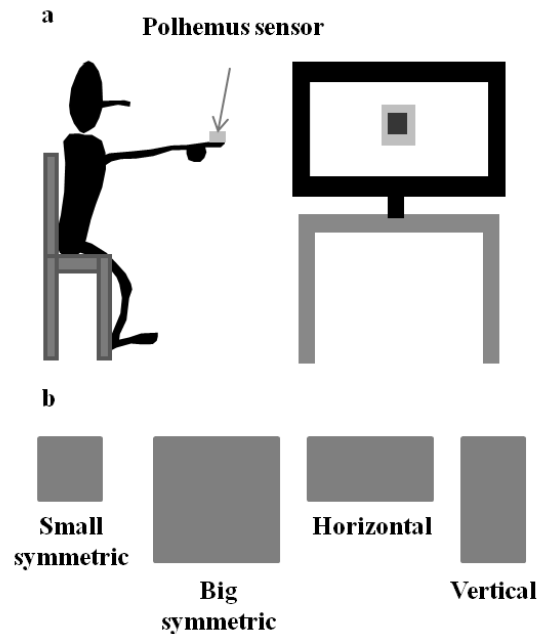 a
Polhemus sensor
b
Small
symmetric
Big
symmetric
Horizontal
Vertical